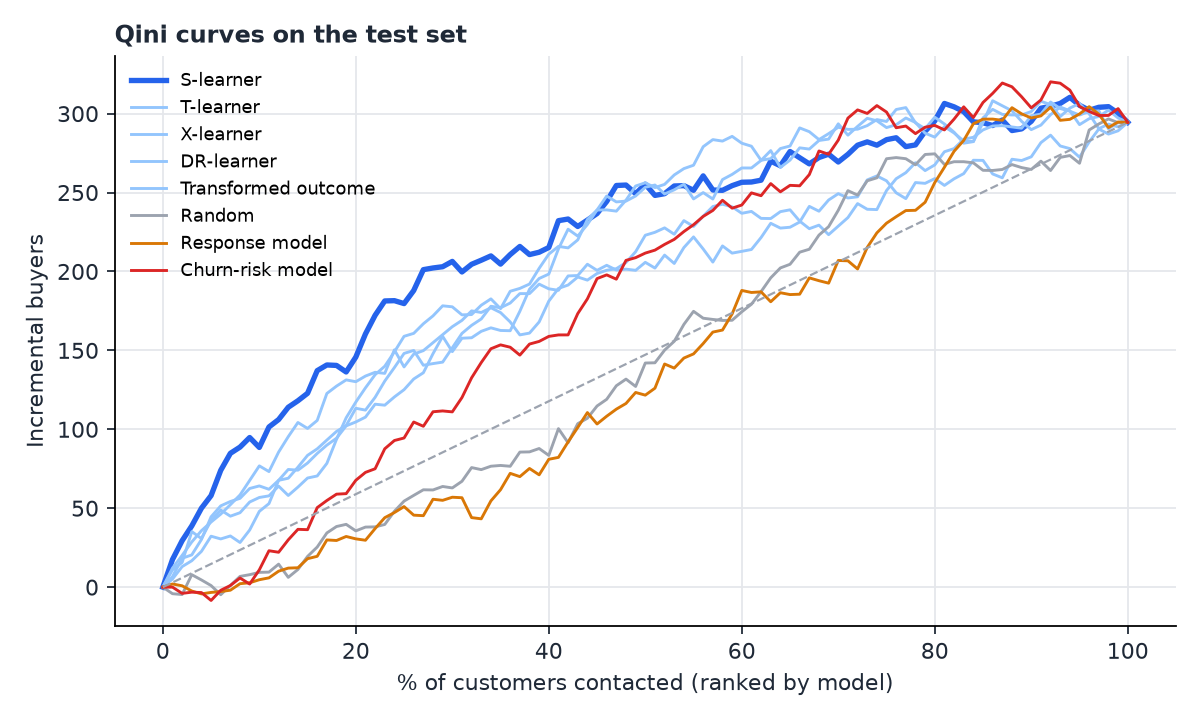 Qini curves on the test set
S-learner
T-learner
X-learner
DR-learner
Transformed outcome
Random
Response model
Churn-risk model
Incremental buyers
300
250
200
150
100
50
0
0 20 40 60 80 100
% of customers contacted (ranked by model)